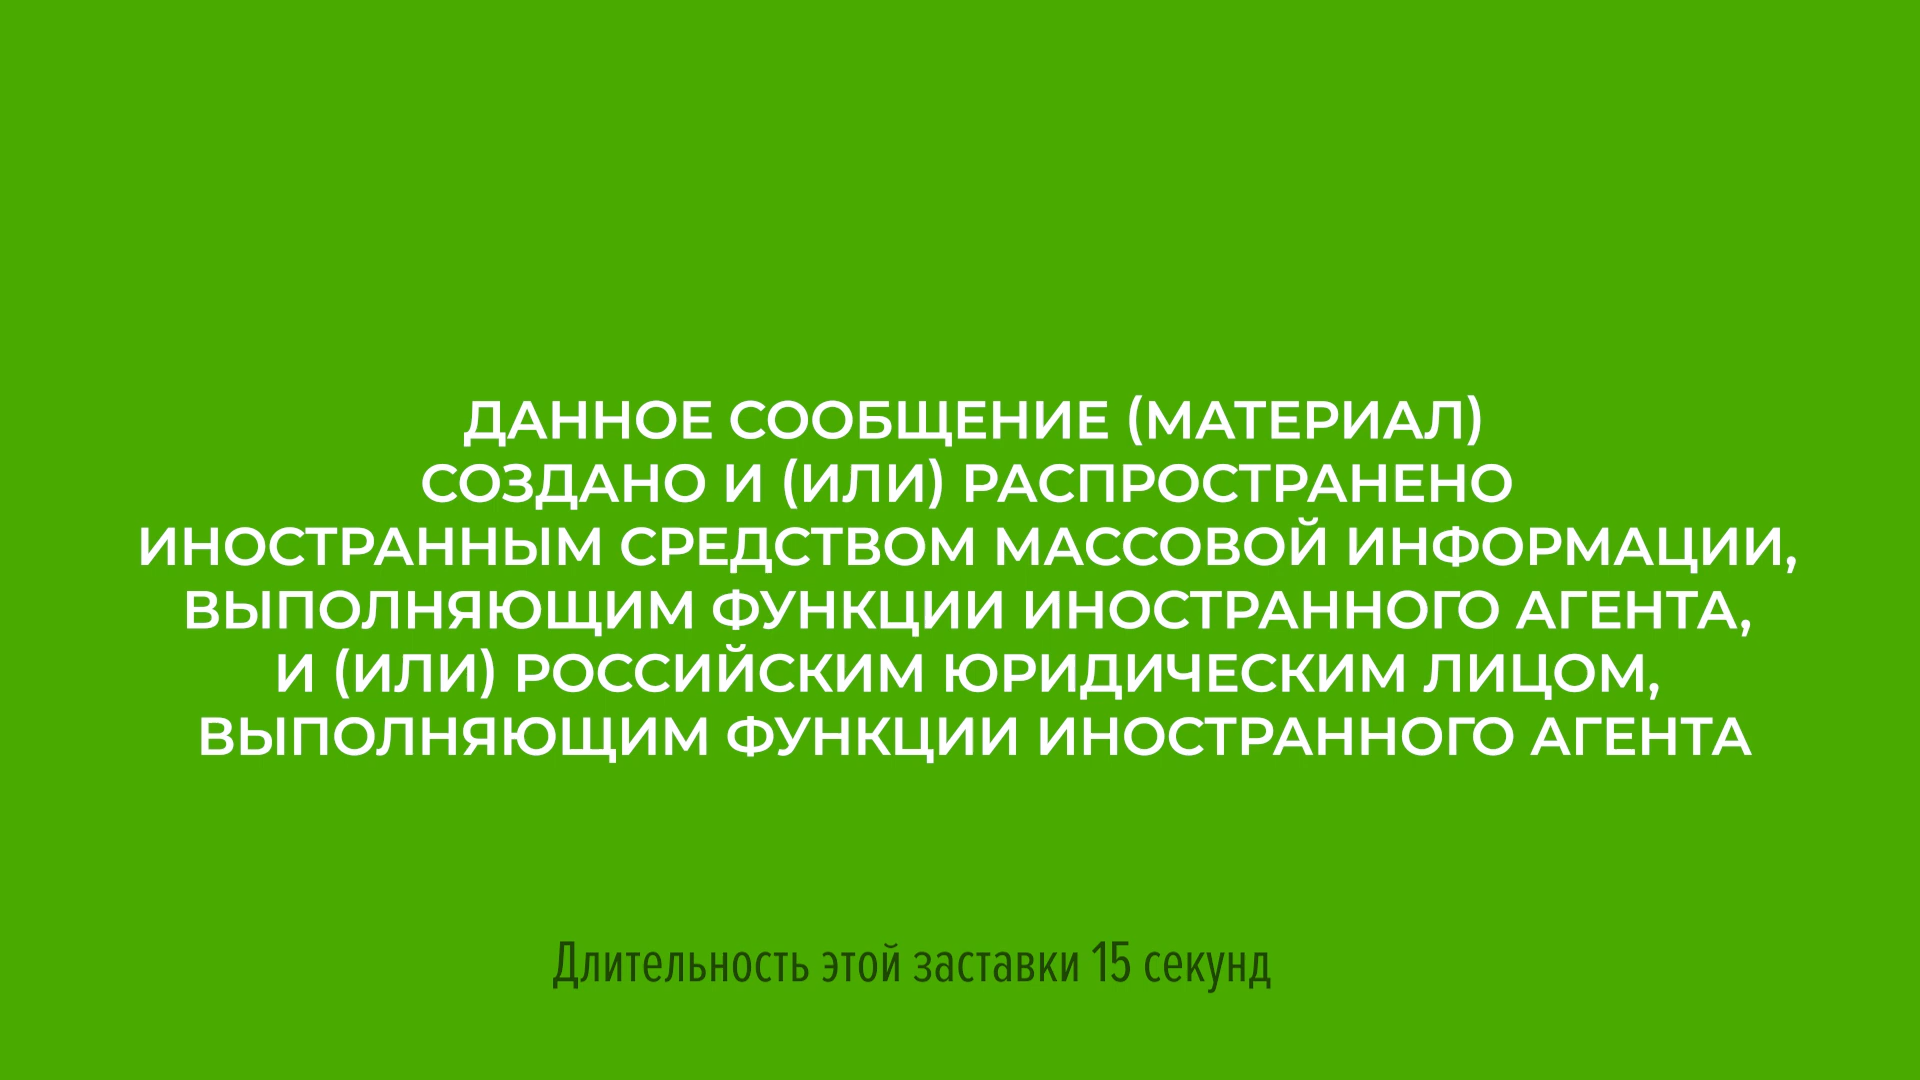 ДАННОЕ СООБЩЕНИЕ (МАТЕРИАЛ)
СОЗДАНО И (ИЛИ) РАСПРОСТРАНЕНО
ИНОСТРАННЫМ СРЕДСТВОМ МАССОВОЙ ИНФОРМАЦИИ,
ВЫПОЛНЯЮЩИМ ФУНКЦИИ ИНОСТРАННОГО АГЕНТА,
И (ИЛИ) РОССИЙСКИМ ЮРИДИЧЕСКИМ ЛИЦОМ,
ВЫПОЛНЯЮЩИМ ФУНКЦИИ ИНОСТРАННОГО АГЕНТА
Длительность этой заставки 15 секунд